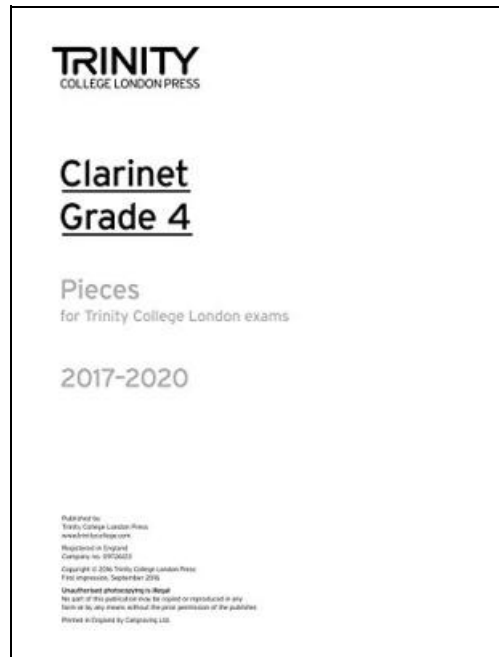 TRINITY
COLLEGE LONDON PRESS
Clarinet
Grade 4
Pieces
for Trinity College London exams
2017–2020
Published by
Trinity College London Press
www.trinitycollege.com
Registered in England
Company no. 09726123
Copyright © 2016 Trinity College London Press
First impression, September 2016
Unauthorised photocopying is illegal
No part of this publication may be copied or reproduced in any
form or by any means without the prior permission of the publisher.
Printed in England by Caligraving Ltd.